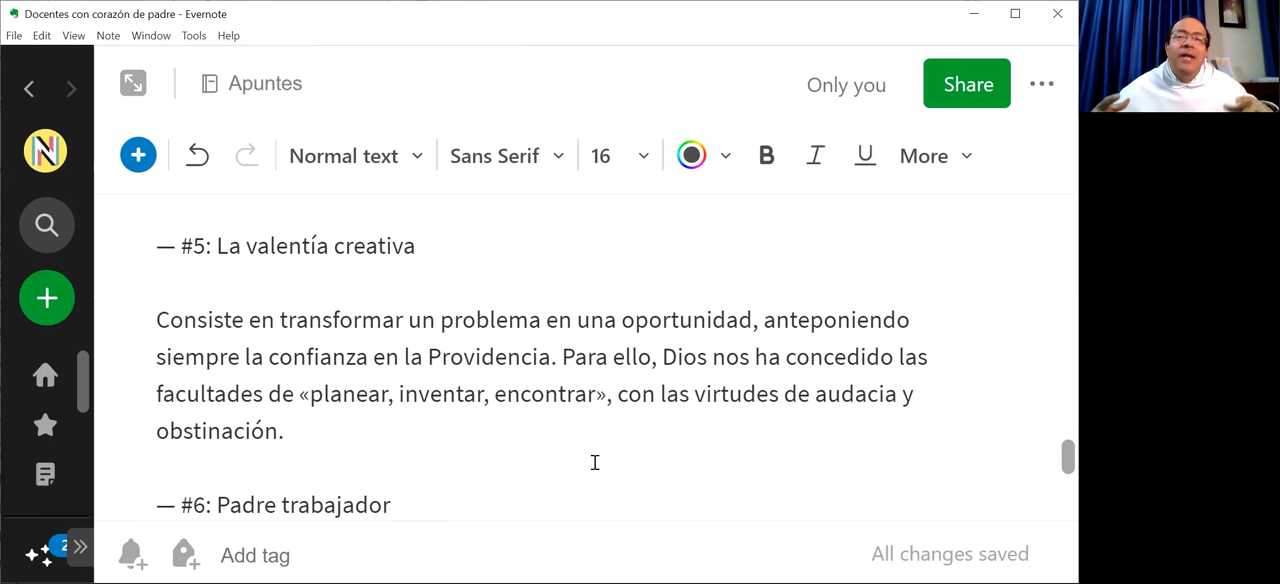 Docentes con corazón de padre - Evernote
File Edit View Note Window Tools Help
Apuntes
Only you
Share
Normal text
Sans Serif
16
B I U More
— #5: La valentía creativa
Consiste en transformar un problema en una oportunidad, anteponiendo
siempre la confianza en la Providencia. Para ello, Dios nos ha concedido las
facultades de «planear, inventar, encontrar», con las virtudes de audacia y
obstinación.
— #6: Padre trabajador
2
Add tag
All changes saved